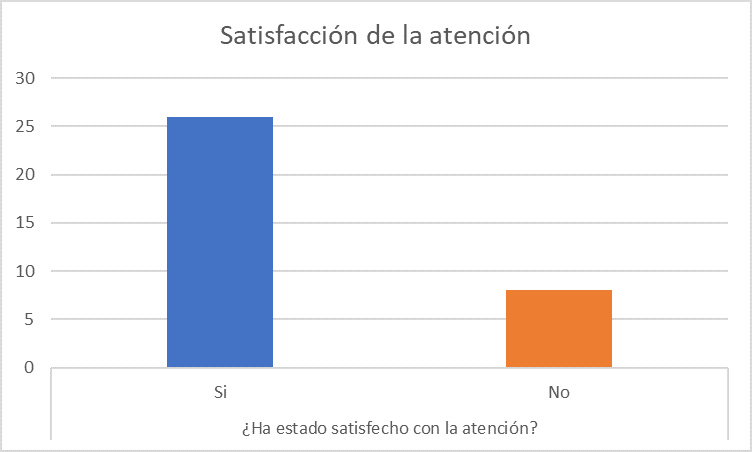 Satisfacción de la atención
30
25
20
15
10
5
0
Si No
¿Ha estado satisfecho con la atención?